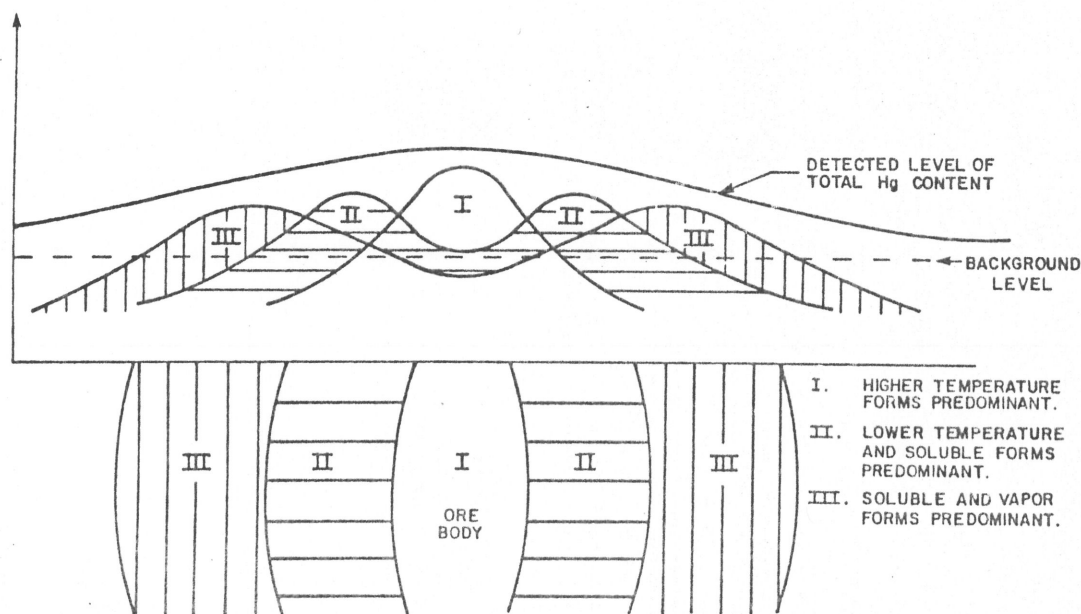 DETECTED LEVEL OF
TOTAL Hg CONTENT
I
II
II
III
III
BACKGROUND
LEVEL
I. HIGHER TEMPERATURE
FORMS PREDOMINANT.
II. LOWER TEMPERATURE
AND SOLUBLE FORMS
PREDOMINANT.
III. SOLUBLE AND VAPOR
FORMS PREDOMINANT.
III
II
I
II
III
ORE
BODY